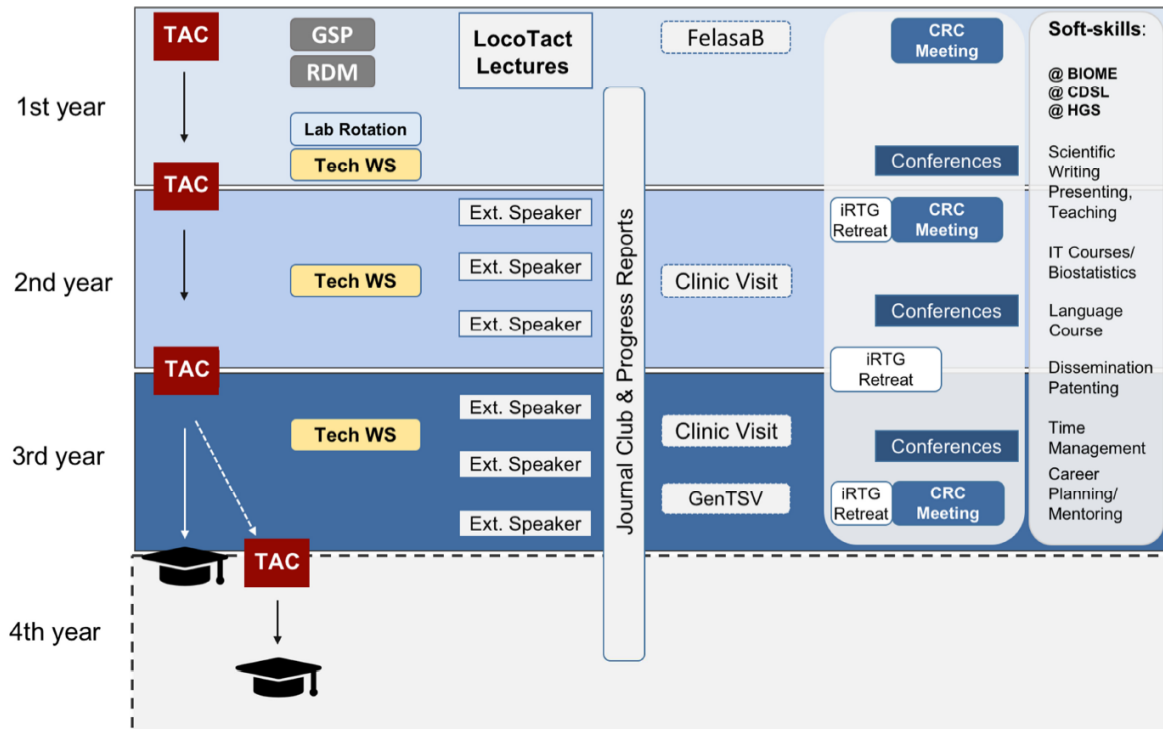 1st year
TAC
GSP
RDM
Lab Rotation
Tech WS
LocoTact
Lectures
FelasaB
CRC
Meeting
Conferences
TAC
2nd year
Tech WS
Ext. Speaker
Ext. Speaker
Ext. Speaker
Clinic Visit
iRTG
Retreat
CRC
Meeting
Conferences
iRTG
Retreat
TAC
3rd year
Tech WS
Ext. Speaker
Ext. Speaker
Ext. Speaker
Clinic Visit
GenTSV
Conferences
iRTG
Retreat
CRC
Meeting
TAC
4th year
Journal Club & Progress Reports
Soft-skills:
@ BIOME
@ CDSL
@ HGS
Scientific
Writing
Presenting,
Teaching
IT Courses/
Biostatistics
Language
Course
Dissemination
Patenting
Time
Management
Career
Planning/
Mentoring